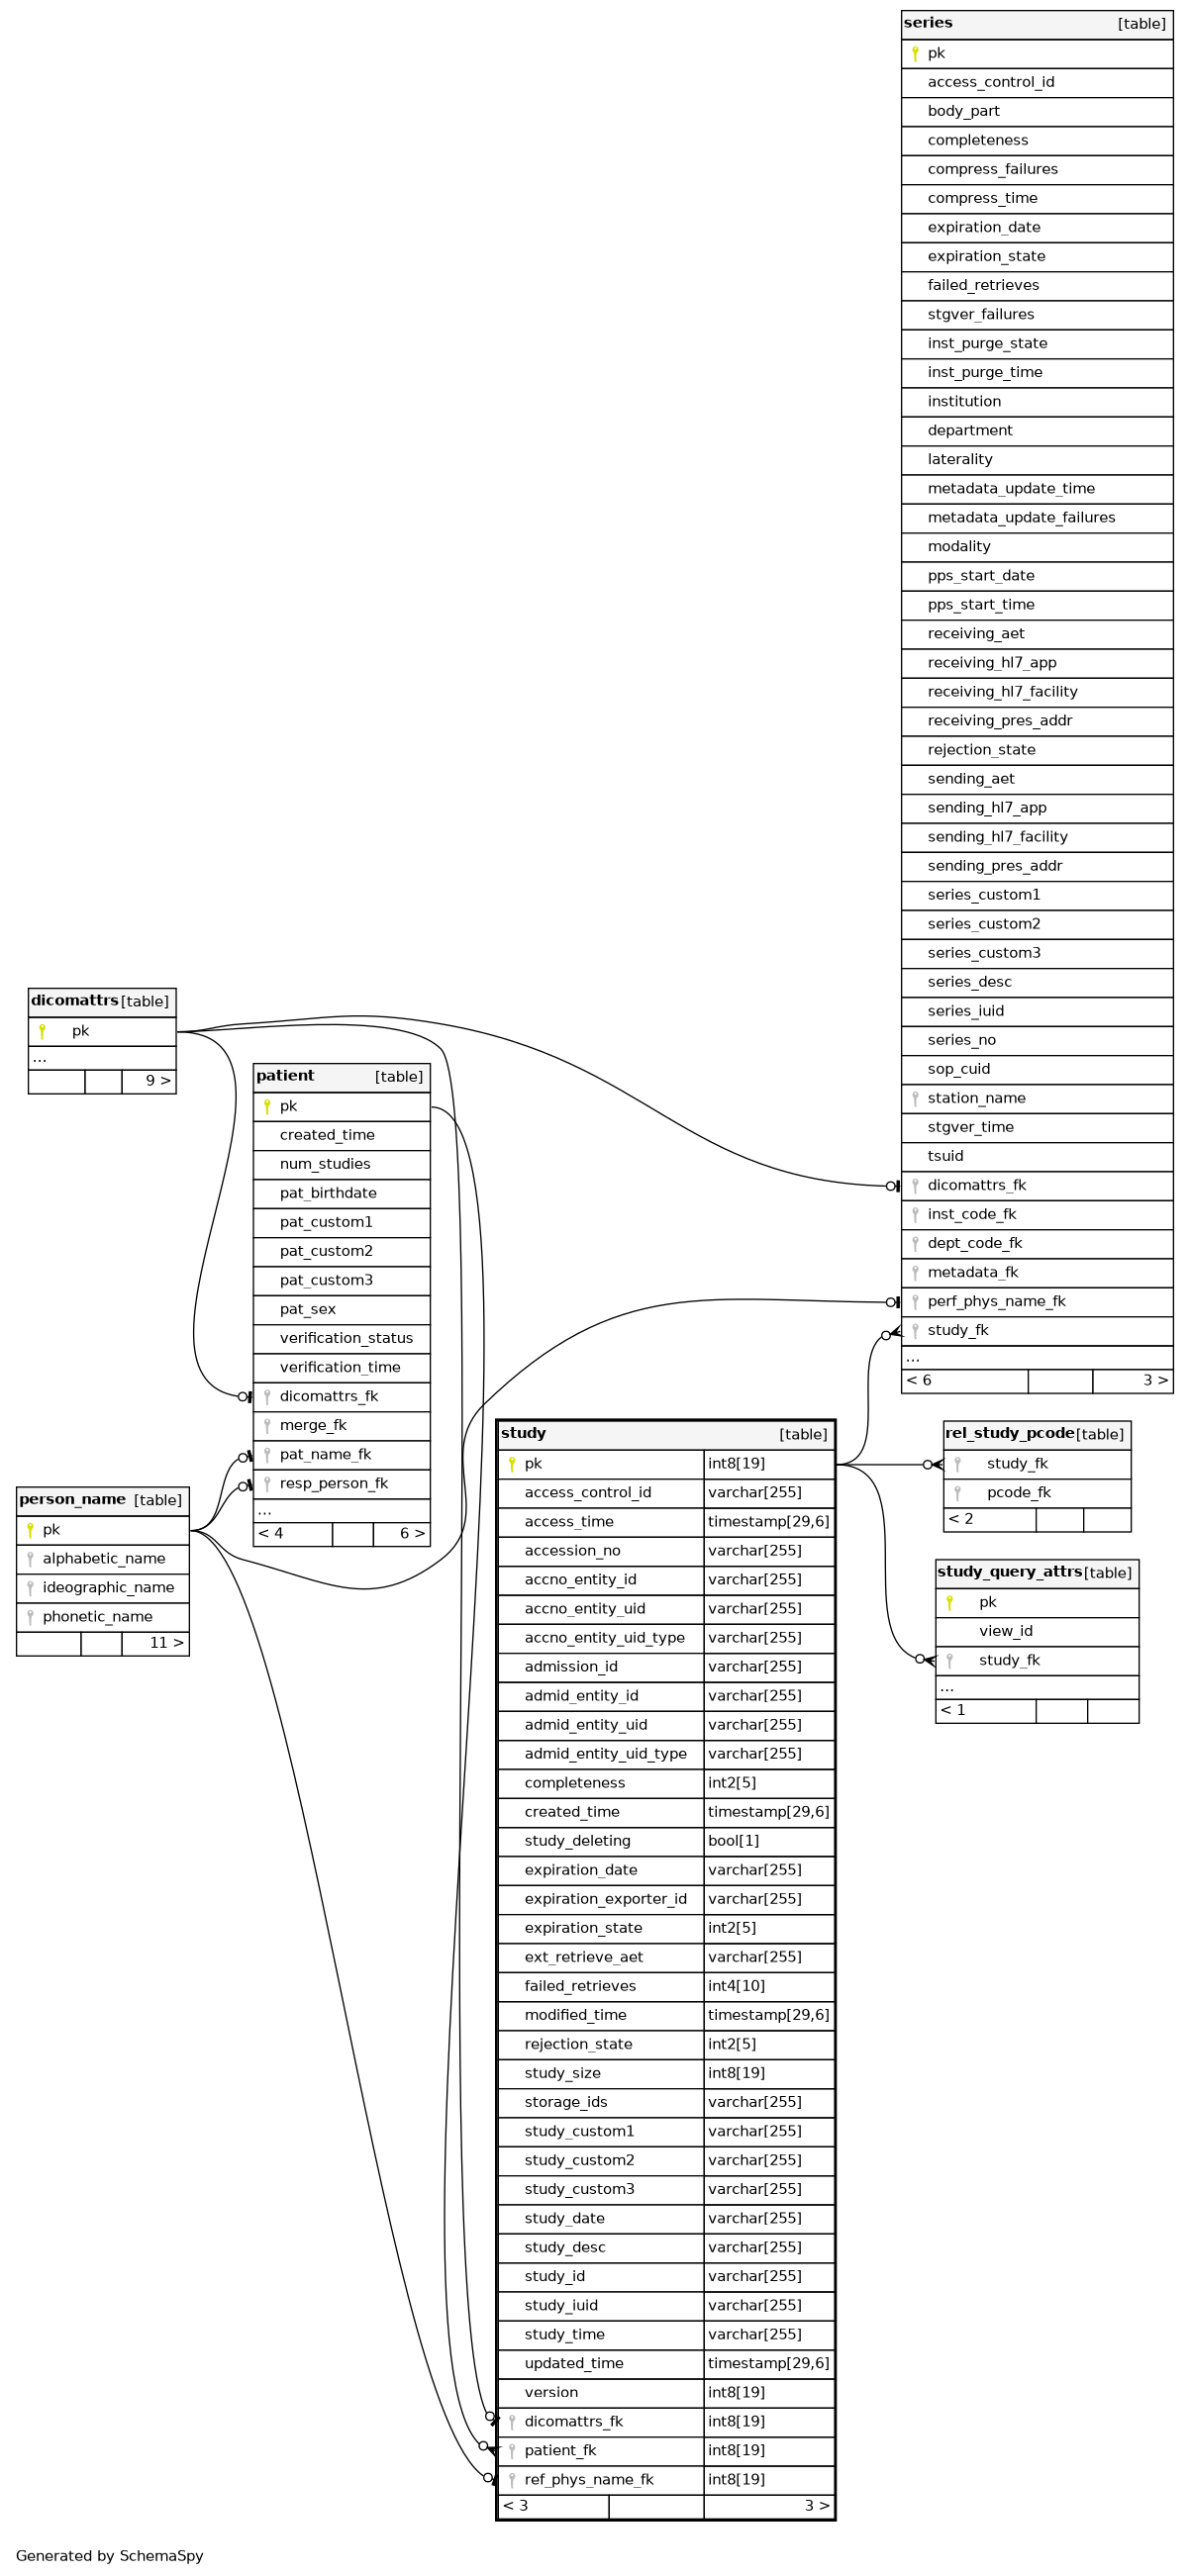 series [table]
pk
access_control_id
body_part
completeness
compress_failures
compress_time
expiration_date
expiration_state
failed_retrieves
stgver_failures
inst_purge_state
inst_purge_time
institution
department
laterality
metadata_update_time
metadata_update_failures
modality
pps_start_date
pps_start_time
receiving_aet
receiving_hl7_app
receiving_hl7_facility
receiving_pres_addr
rejection_state
sending_aet
sending_hl7_app
sending_hl7_facility
sending_pres_addr
series_custom1
series_custom2
series_custom3
series_desc
series_iuid
series_no
sop_cuid
station_name
stgver_time
tsuid
dicomattrs_fk
inst_code_fk
dept_code_fk
metadata_fk
perf_phys_name_fk
study_fk
...
< 6 3 >
dicomattrs [table]
pk
...
9 >
patient [table]
pk
created_time
num_studies
pat_birthdate
pat_custom1
pat_custom2
pat_custom3
pat_sex
verification_status
verification_time
dicomattrs_fk
merge_fk
pat_name_fk
resp_person_fk
...
< 4 6 >
person_name [table]
pk
alphabetic_name
ideographic_name
phonetic_name
11 >
study [table]
pk int8[19]
access_control_id varchar[255]
access_time timestamp[29,6]
accession_no varchar[255]
accno_entity_id varchar[255]
accno_entity_uid varchar[255]
accno_entity_uid_type varchar[255]
admission_id varchar[255]
admid_entity_id varchar[255]
admid_entity_uid varchar[255]
admid_entity_uid_type varchar[255]
completeness int2[5]
created_time timestamp[29,6]
study_deleting bool[1]
expiration_date varchar[255]
expiration_exporter_id varchar[255]
expiration_state int2[5]
ext_retrieve_aet varchar[255]
failed_retrieves int4[10]
modified_time timestamp[29,6]
rejection_state int2[5]
study_size int8[19]
storage_ids varchar[255]
study_custom1 varchar[255]
study_custom2 varchar[255]
study_custom3 varchar[255]
study_date varchar[255]
study_desc varchar[255]
study_id varchar[255]
study_iuid varchar[255]
study_time varchar[255]
updated_time timestamp[29,6]
version int8[19]
dicomattrs_fk int8[19]
patient_fk int8[19]
ref_phys_name_fk int8[19]
< 3 3 >
rel_study_pcode [table]
study_fk
pcode_fk
< 2
study_query_attrs [table]
pk
view_id
study_fk
...
< 1
Generated by SchemaSpy